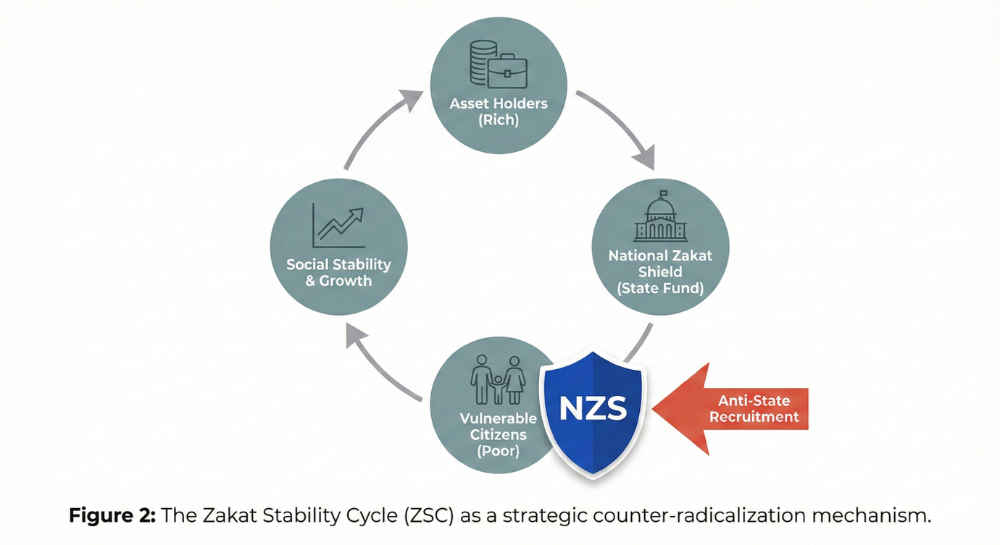 Asset Holders
(Rich)
Social Stability
& Growth
National Zakat
Shield
(State Fund)
Vulnerable
Citizens
(Poor)
NZS
Anti-State
Recruitment
Figure 2: The Zakat Stability Cycle (ZSC) as a strategic counter-radicalization mechanism.